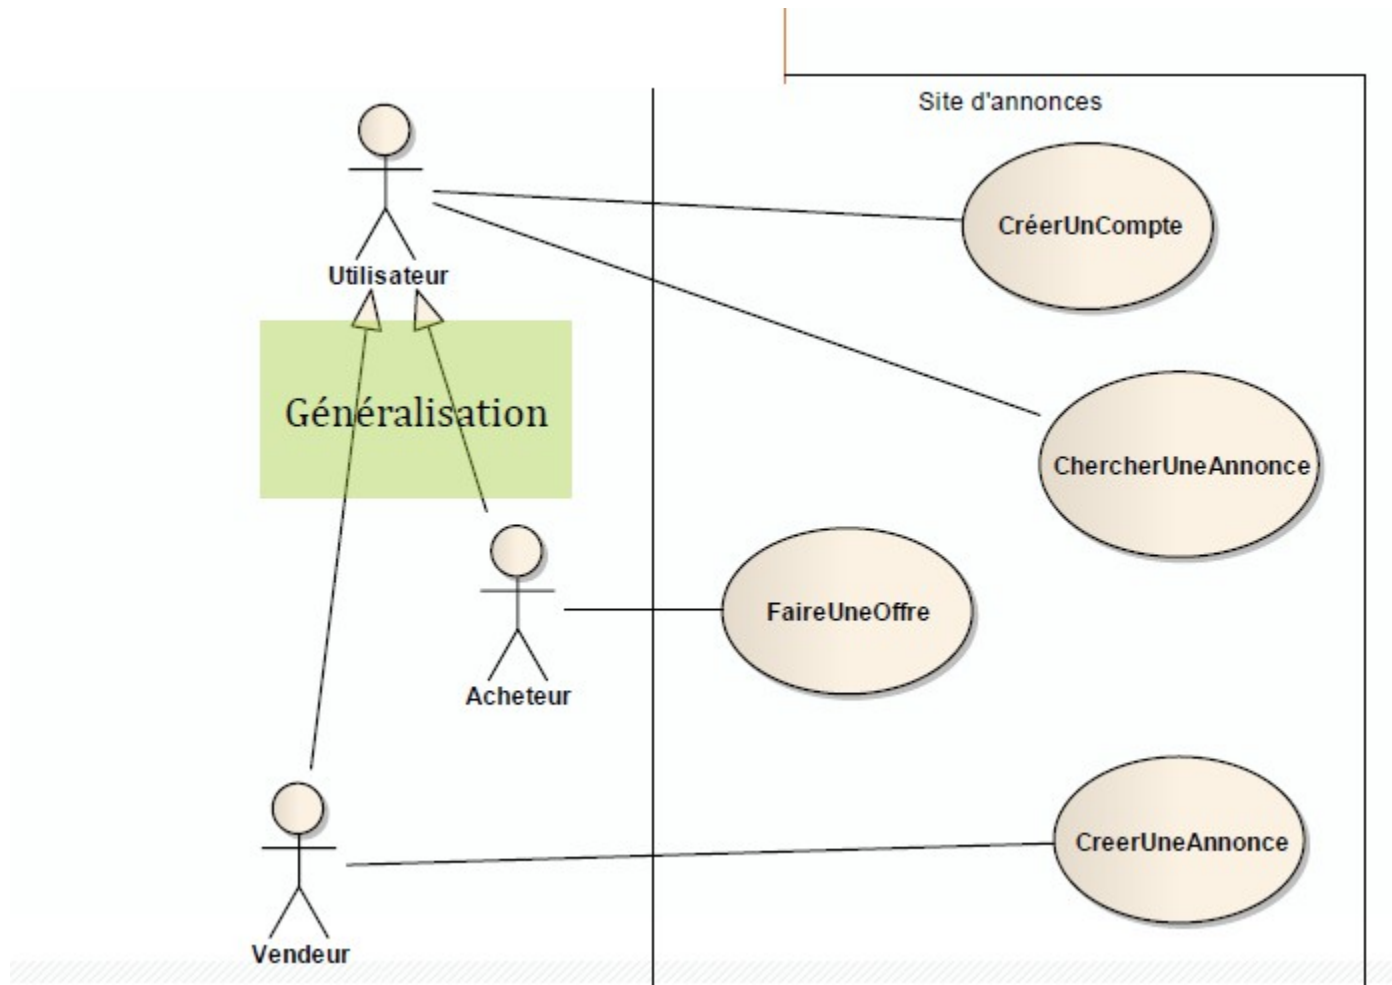 Site d'annonces
CréerUnCompte
Utilisateur
Généralisation
ChercherUneAnnonce
FaireUneOffre
Acheteur
CreerUneAnnonce
Vendeur